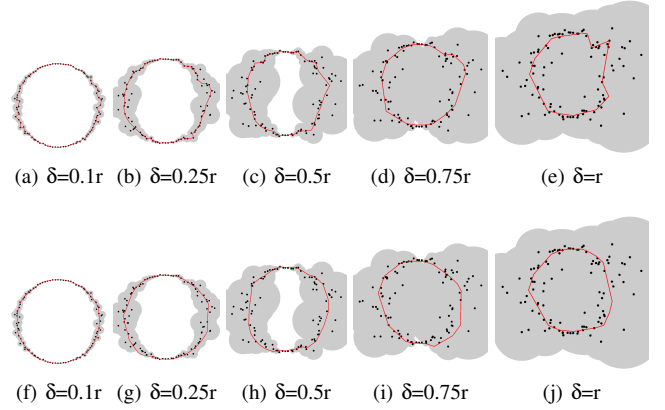 (a) δ=0.1r (b) δ=0.25r (c) δ=0.5r (d) δ=0.75r (e) δ=r
(f) δ=0.1r (g) δ=0.25r (h) δ=0.5r (i) δ=0.75r (j) δ=r